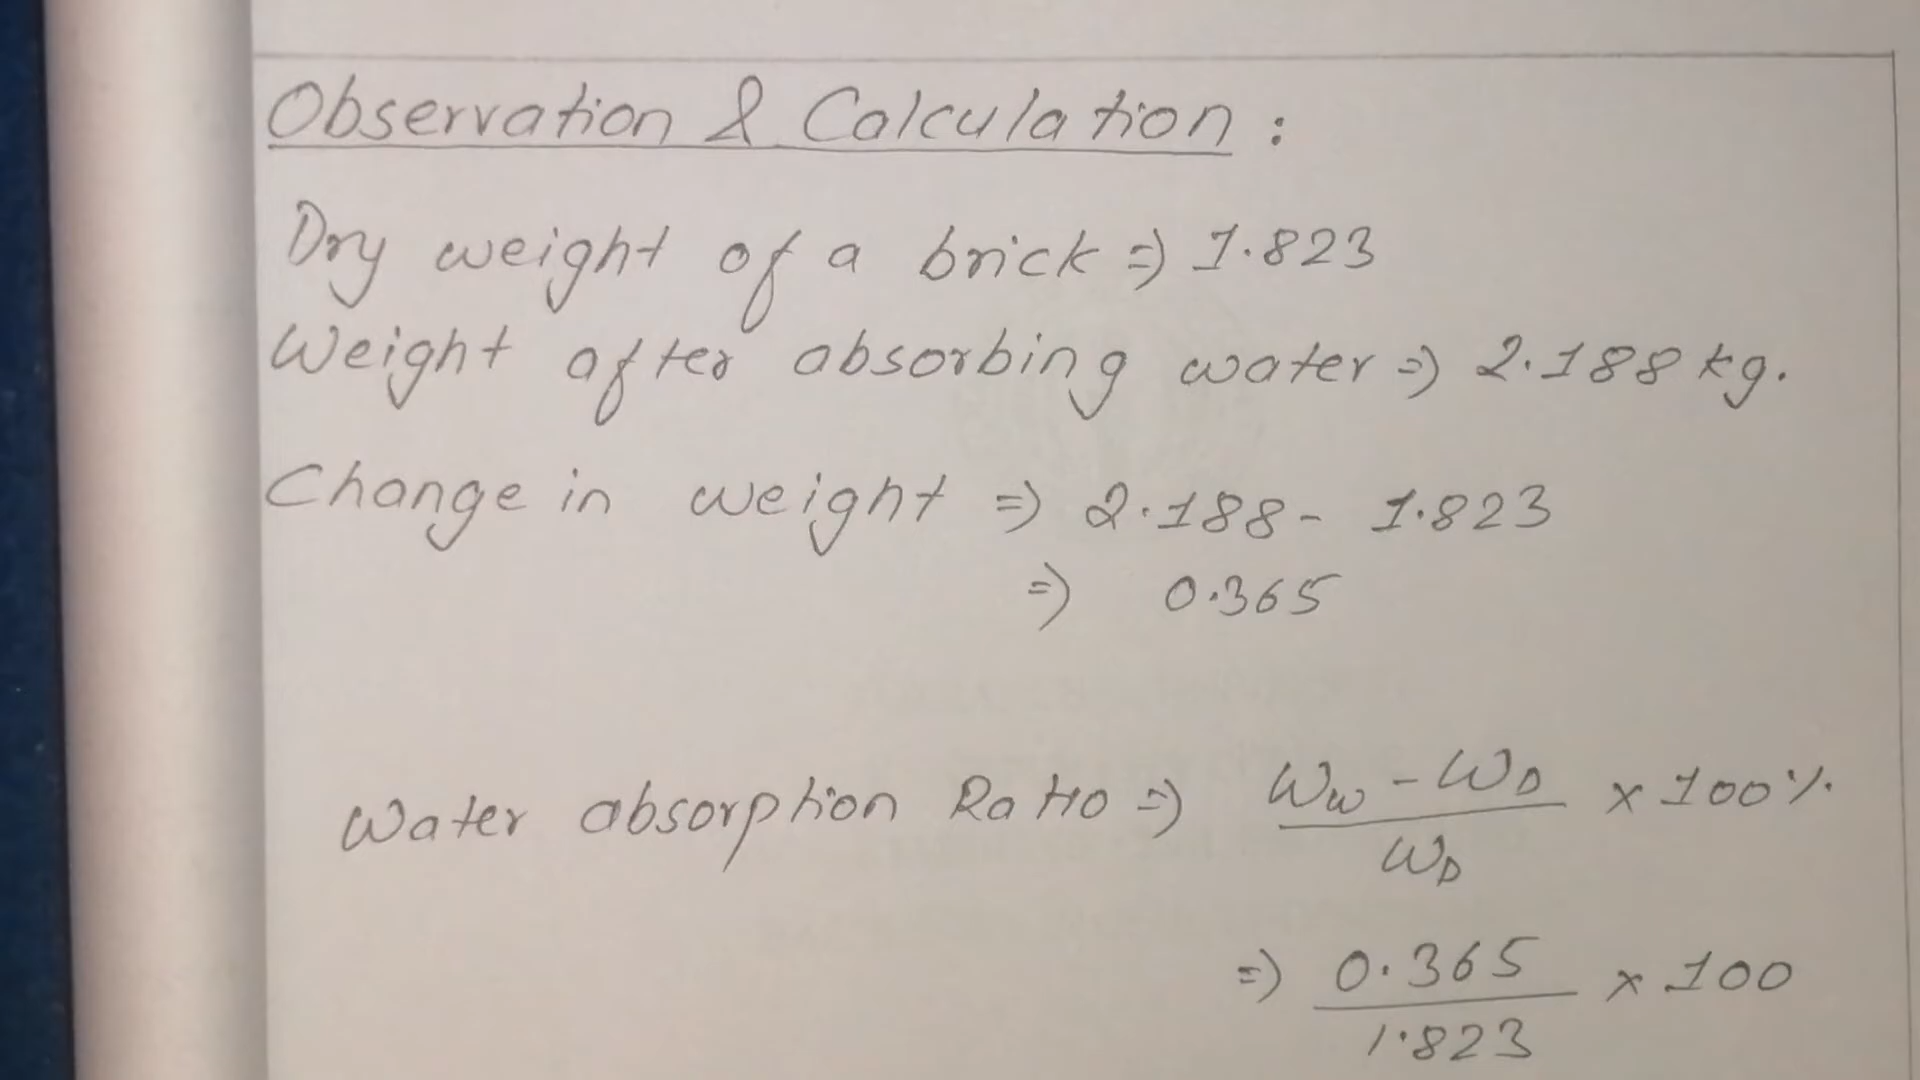 Observation & Calculation :
Dry weight of a brick => 1.823
Weight after absorbing water => 2.188 kg.
Change in weight => 2.188 - 1.823
=> 0.365
Water absorption Ratio => Ww - WD / WD x 100%
=> 0.365 / 1.823 x 100